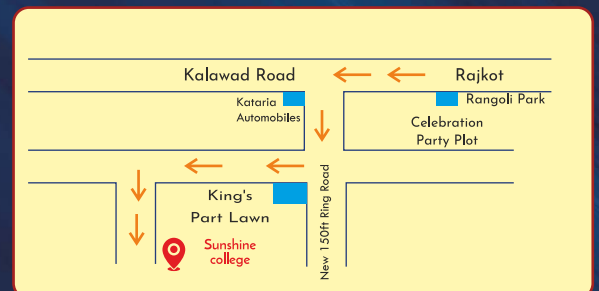 Kalawad Road
Rajkot
Kataria
Automobiles
Rangoli Park
Celebration
Party Plot
New 150ft Ring Road
King's
Part Lawn
Sunshine
college